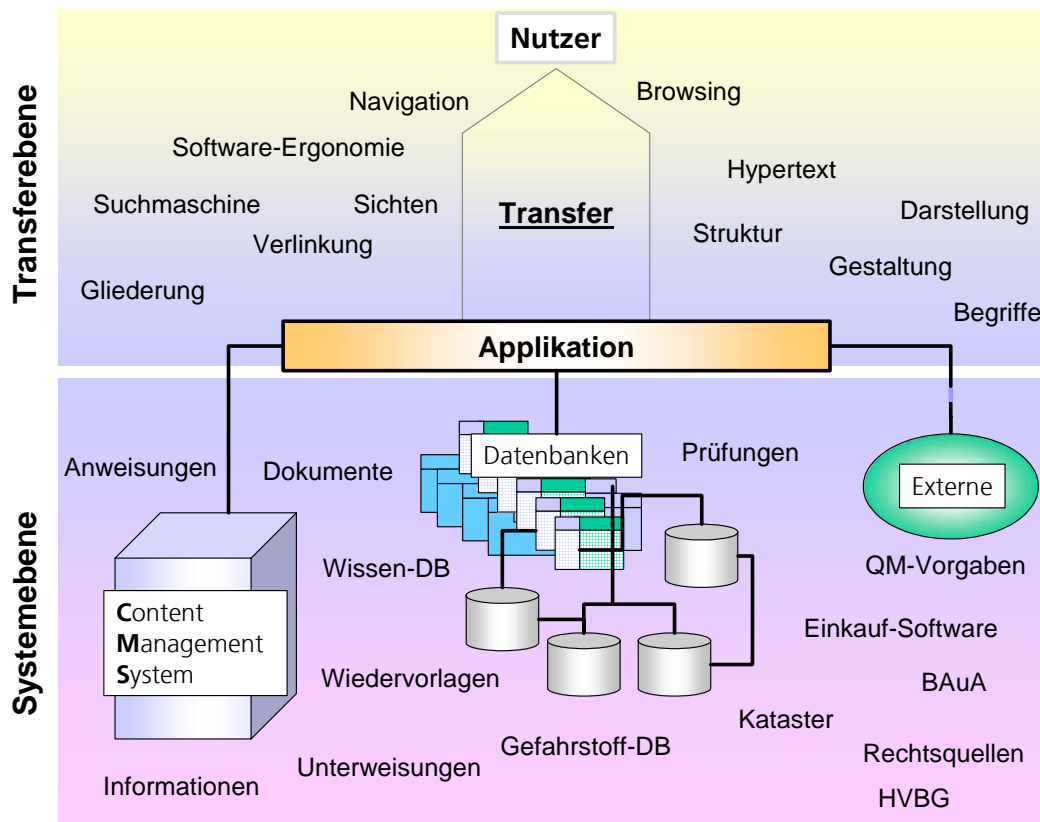 Transferebene
Nutzer
Navigation
Browsing
Software-Ergonomie
Hypertext
Suchmaschine
Sichten
Transfer
Darstellung
Verlinkung
Struktur
Gestaltung
Gliederung
Begriffe
Applikation
Systemebene
Anweisungen
Dokumente
Datenbanken
Prüfungen
Externe
Wissen-DB
QM-Vorgaben
Content
Management
System
Einkauf-Software
Wiedervorlagen
BAuA
Kataster
Gefahrstoff-DB
Unterweisungen
Rechtsquellen
Informationen
HVBG